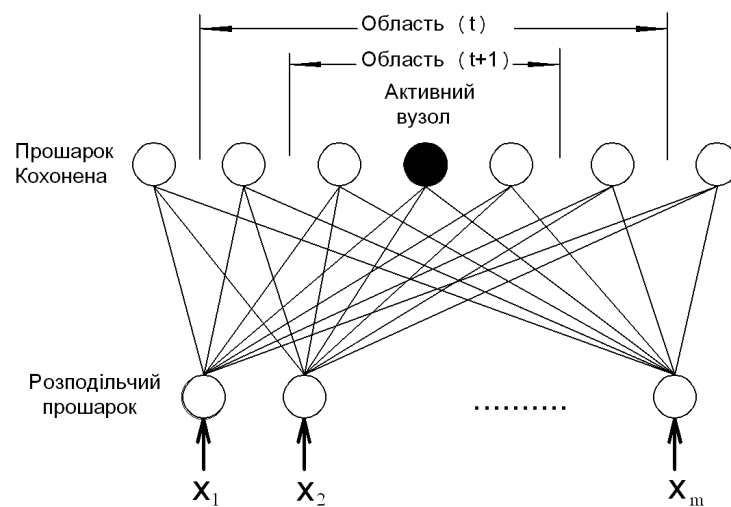 Область (t)
Область (t+1)
Активний
вузол
Прошарок
Кохонена
Розподільчий
прошарок
..........
X1 X2 Xm